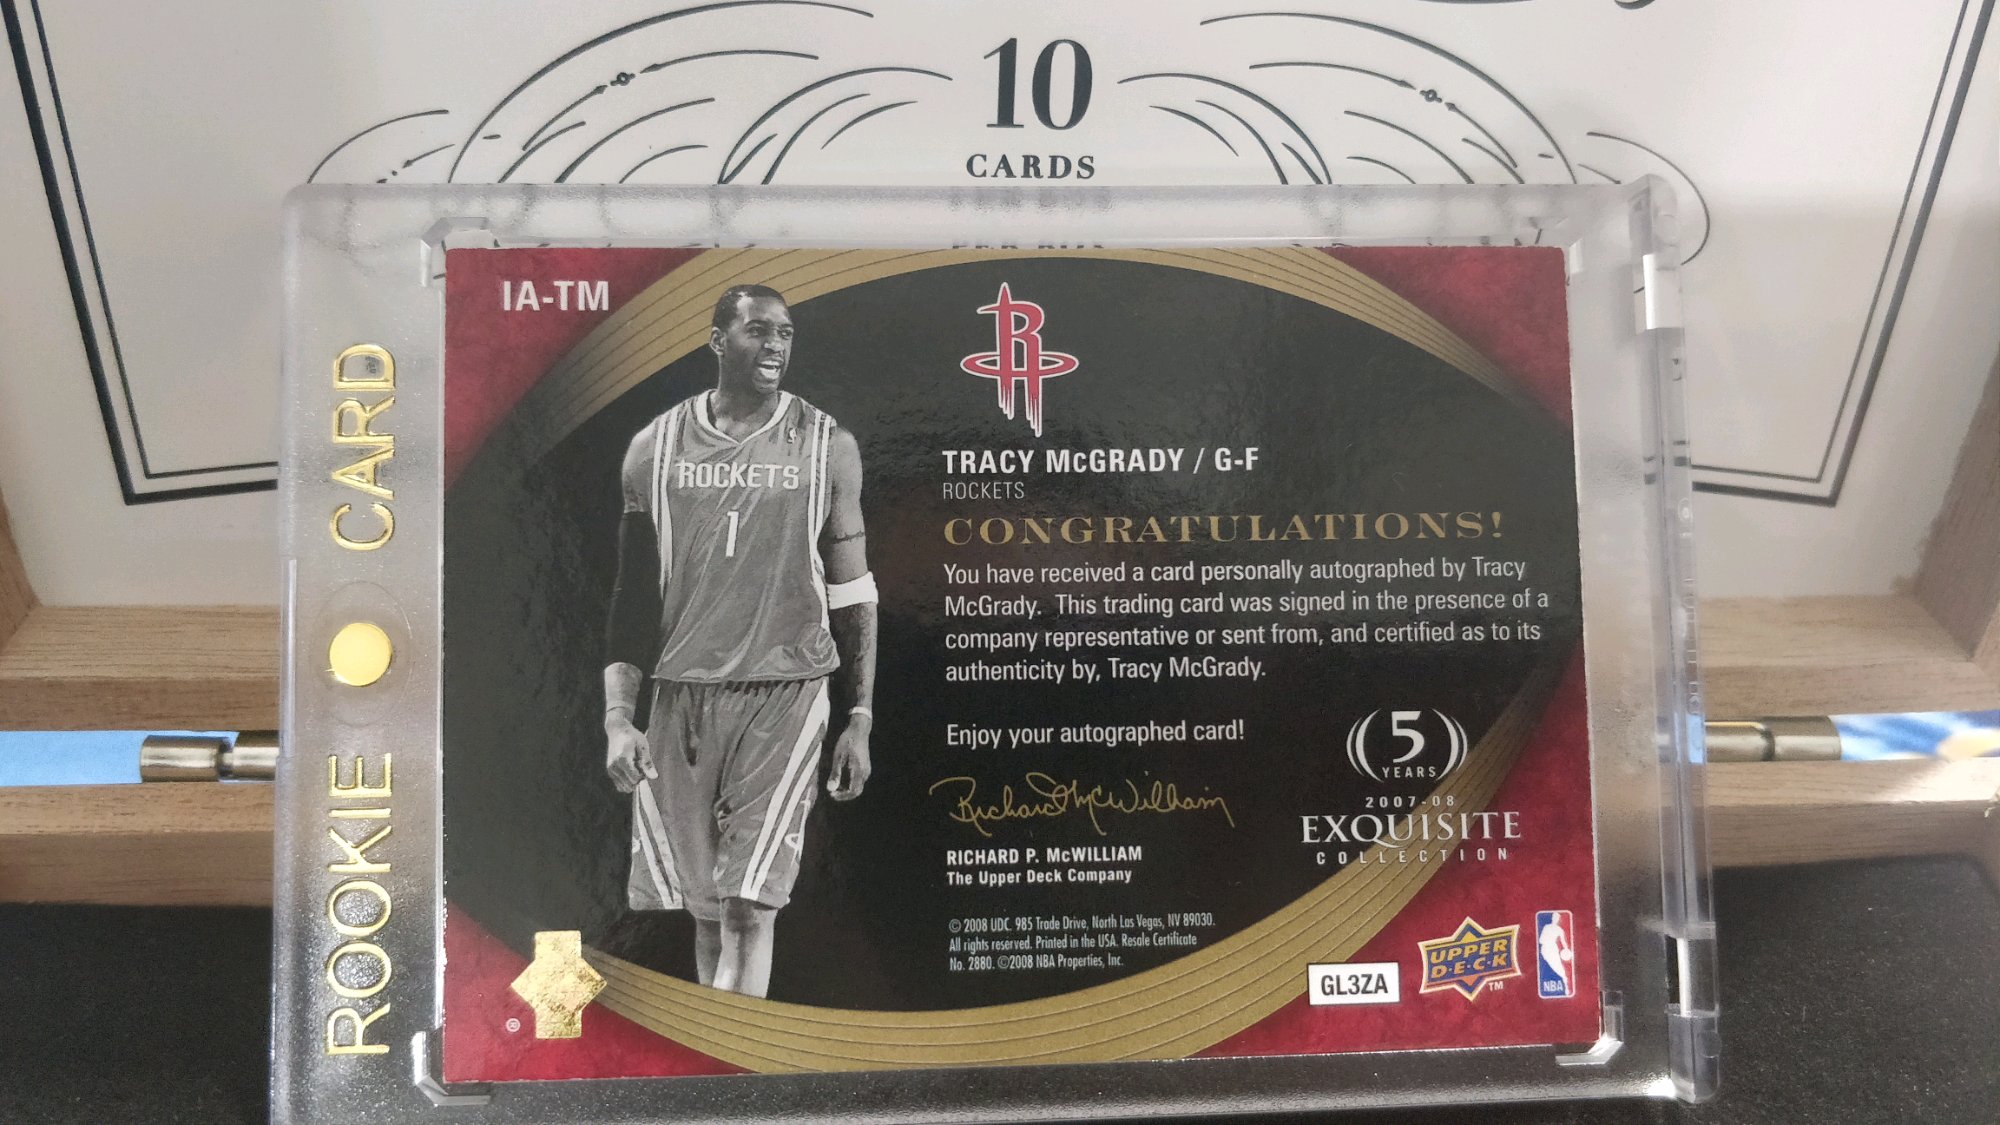 10
CARDS
ROOKIE CARD
IA-TM
ROCKETS
1
TRACY McGRADY / G-F
ROCKETS
CONGRATULATIONS!
You have received a card personally autographed by Tracy
McGrady. This trading card was signed in the presence of a
company representative or sent from, and certified as to its
authenticity by, Tracy McGrady.
Enjoy your autographed card!
Richard McWilliam
RICHARD P. McWILLIAM
The Upper Deck Company
5
YEARS
2007-08
EXQUISITE
COLLECTION
© 2008 UDC. 985 Trade Drive, North Las Vegas, NV 89030.
All rights reserved. Printed in the USA. Resale Certificate
No. 2880. ©2008 NBA Properties, Inc.
GL3ZA
UPPER
D·E·C·K
TM
NBA
®